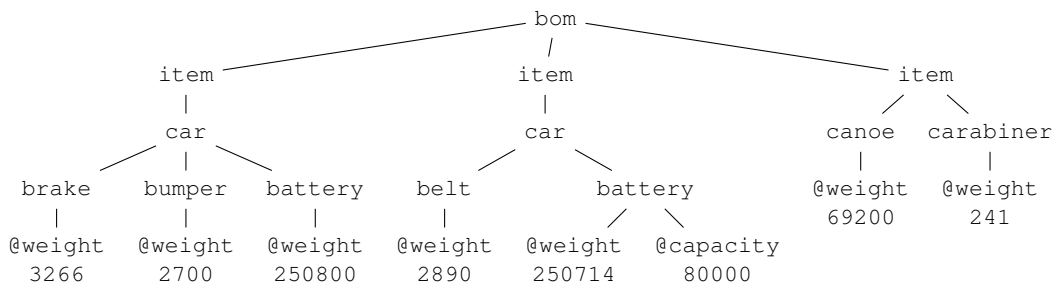 bom
item item item
car car canoe carabiner
brake bumper battery belt battery @weight @weight
69200 241
@weight @weight @weight @weight @weight @capacity
3266 2700 250800 2890 250714 80000